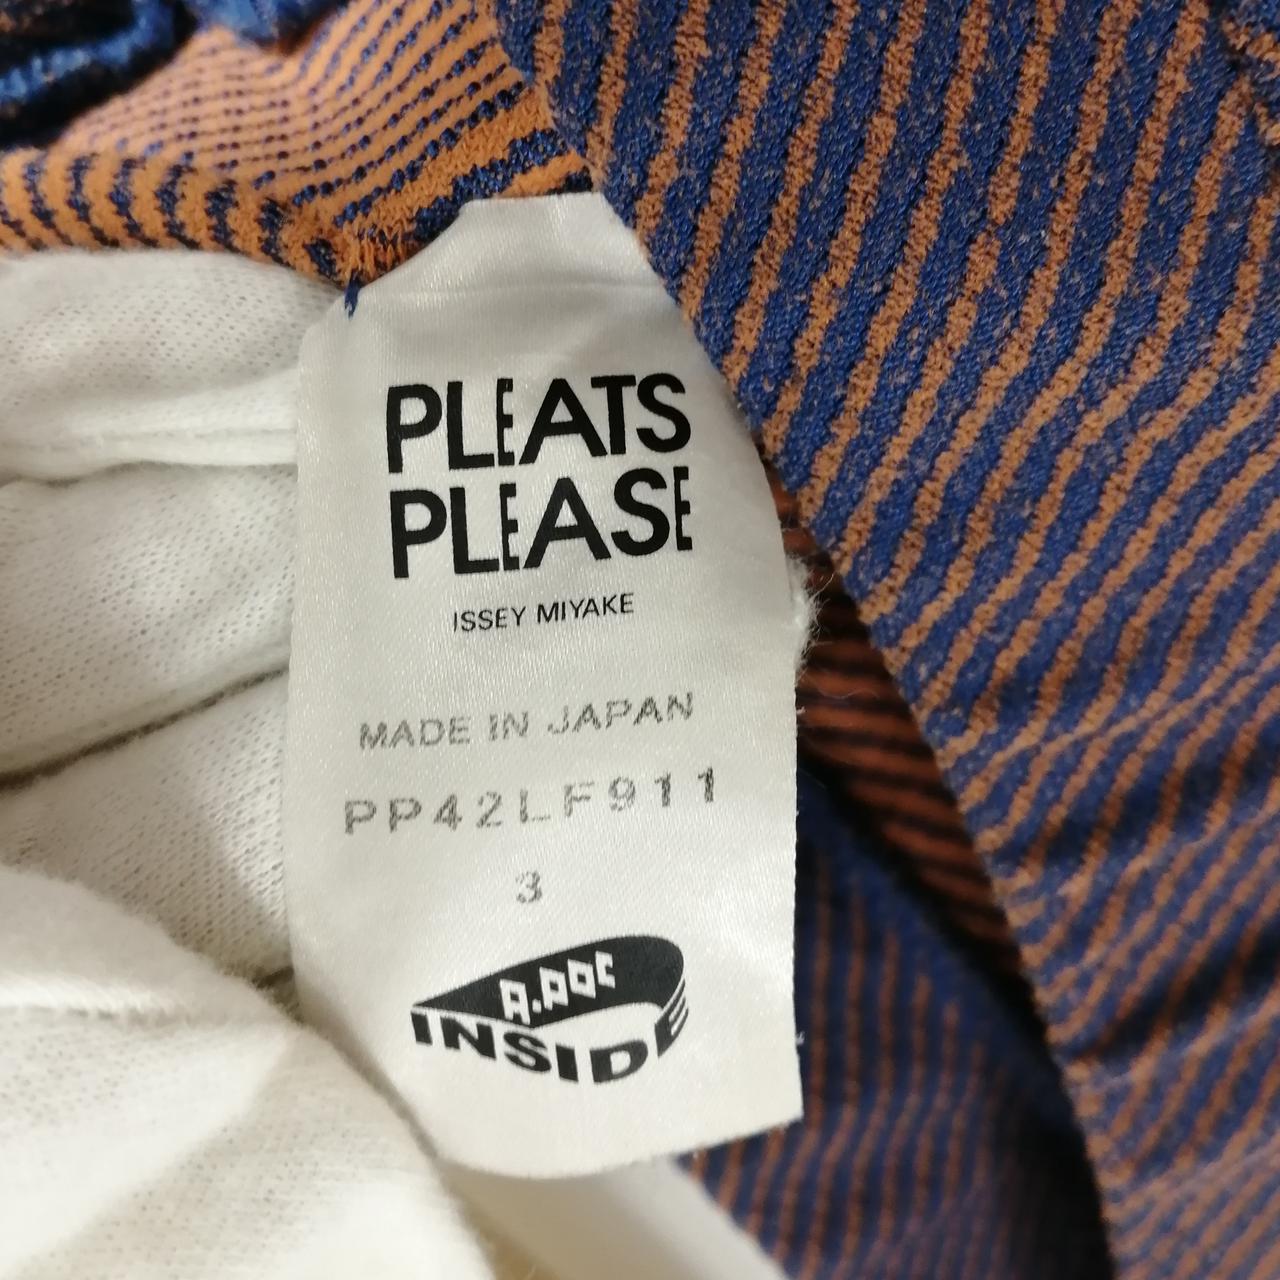 PLEATS
PLEASE
ISSEY MIYAKE
MADE IN JAPAN
PP42LF911
3
A.POC
INSIDE